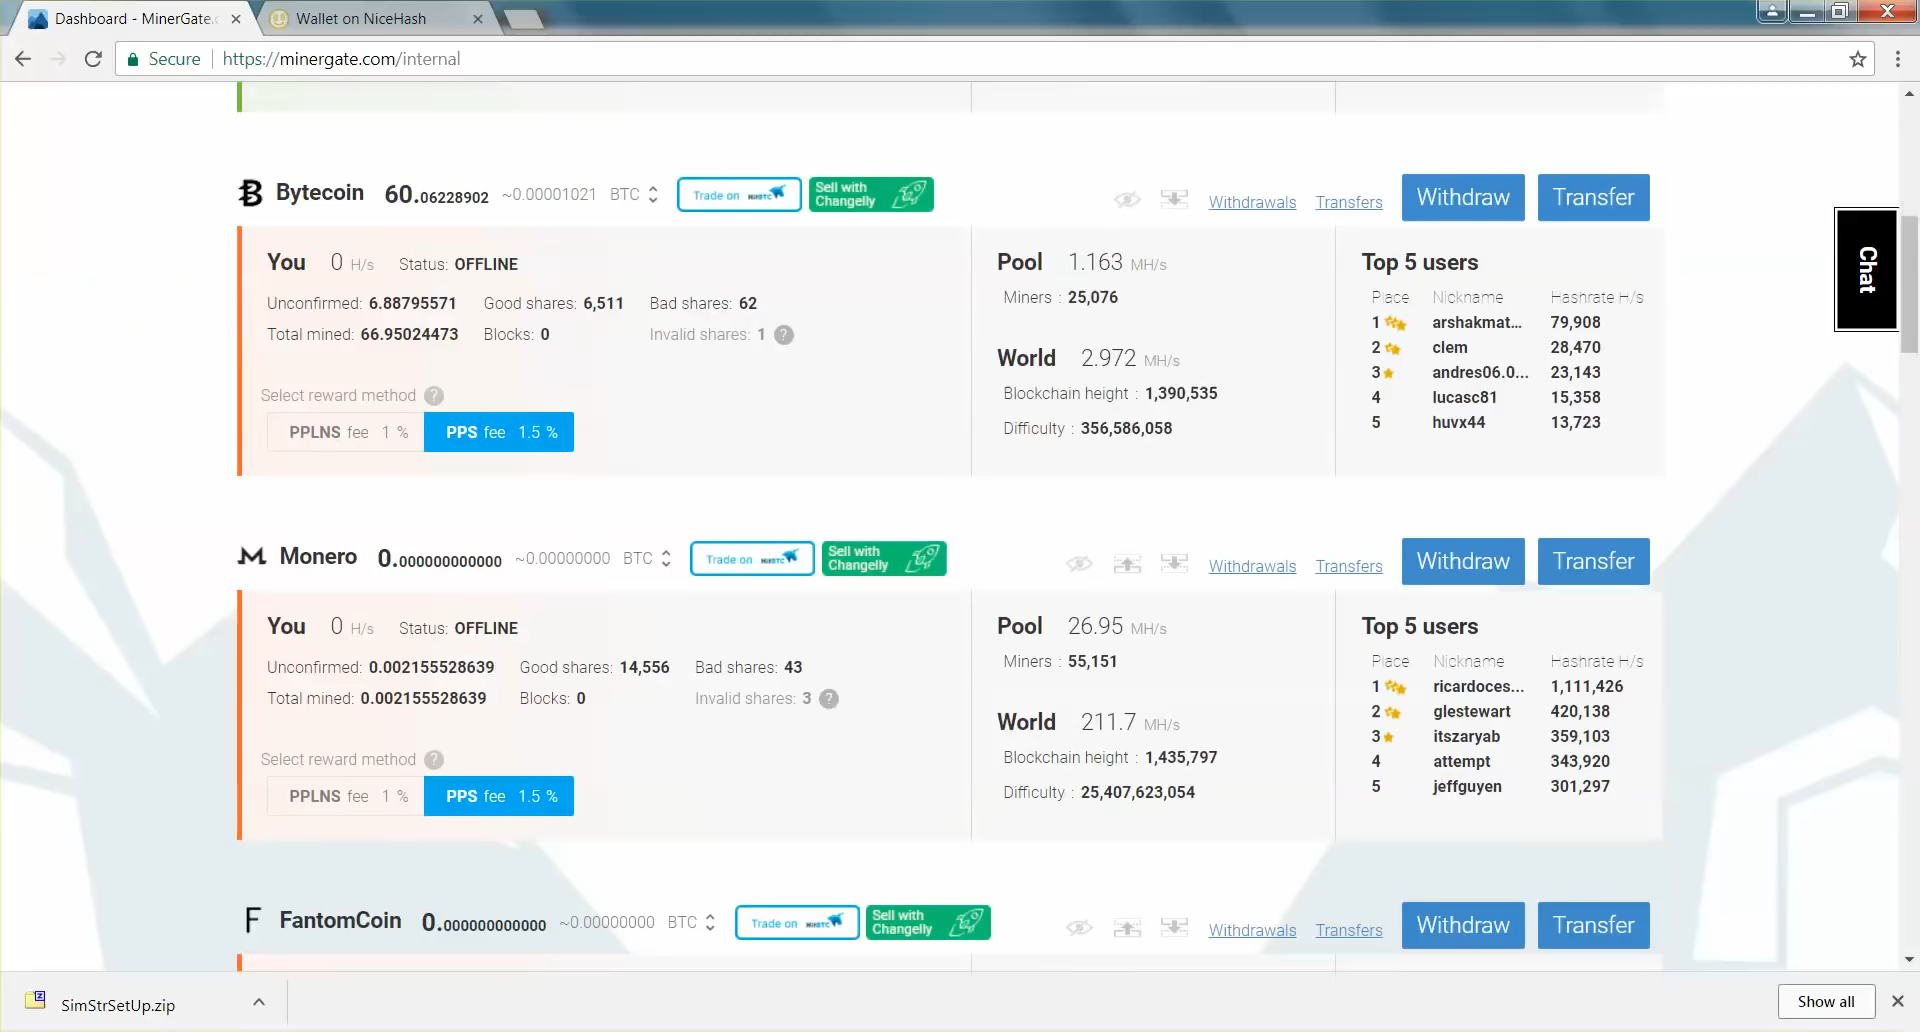 Dashboard - MinerGate.c
Wallet on NiceHash
Secure https://minergate.com/internal
Bytecoin 60.06228902 ~0.00001021 BTC Trade on Sell with Changelly Withdrawals Transfers Withdraw Transfer
You 0 H/s Status: OFFLINE
Unconfirmed: 6.88795571 Good shares: 6,511 Bad shares: 62
Total mined: 66.95024473 Blocks: 0 Invalid shares: 1 ?
Select reward method ?
PPLNS fee 1 % PPS fee 1.5 %
Pool 1.163 MH/s
Miners : 25,076
World 2.972 MH/s
Blockchain height : 1,390,535
Difficulty : 356,586,058
Top 5 users
Place Nickname Hashrate H/s
1 arshakmat... 79,908
2 clem 28,470
3 andres06.0... 23,143
4 lucasc81 15,358
5 huvx44 13,723
Chat
Monero 0.000000000000 ~0.00000000 BTC Trade on Sell with Changelly Withdrawals Transfers Withdraw Transfer
You 0 H/s Status: OFFLINE
Unconfirmed: 0.002155528639 Good shares: 14,556 Bad shares: 43
Total mined: 0.002155528639 Blocks: 0 Invalid shares: 3 ?
Select reward method ?
PPLNS fee 1 % PPS fee 1.5 %
Pool 26.95 MH/s
Miners : 55,151
World 211.7 MH/s
Blockchain height : 1,435,797
Difficulty : 25,407,623,054
Top 5 users
Place Nickname Hashrate H/s
1 ricardoces... 1,111,426
2 glestewart 420,138
3 itszaryab 359,103
4 attempt 343,920
5 jeffguyen 301,297
FantomCoin 0.000000000000 ~0.00000000 BTC Trade on Sell with Changelly Withdrawals Transfers Withdraw Transfer
SimStrSetUp.zip
Show all